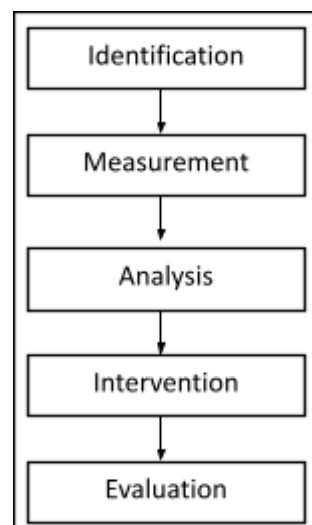 Identification
Measurement
Analysis
Intervention
Evaluation